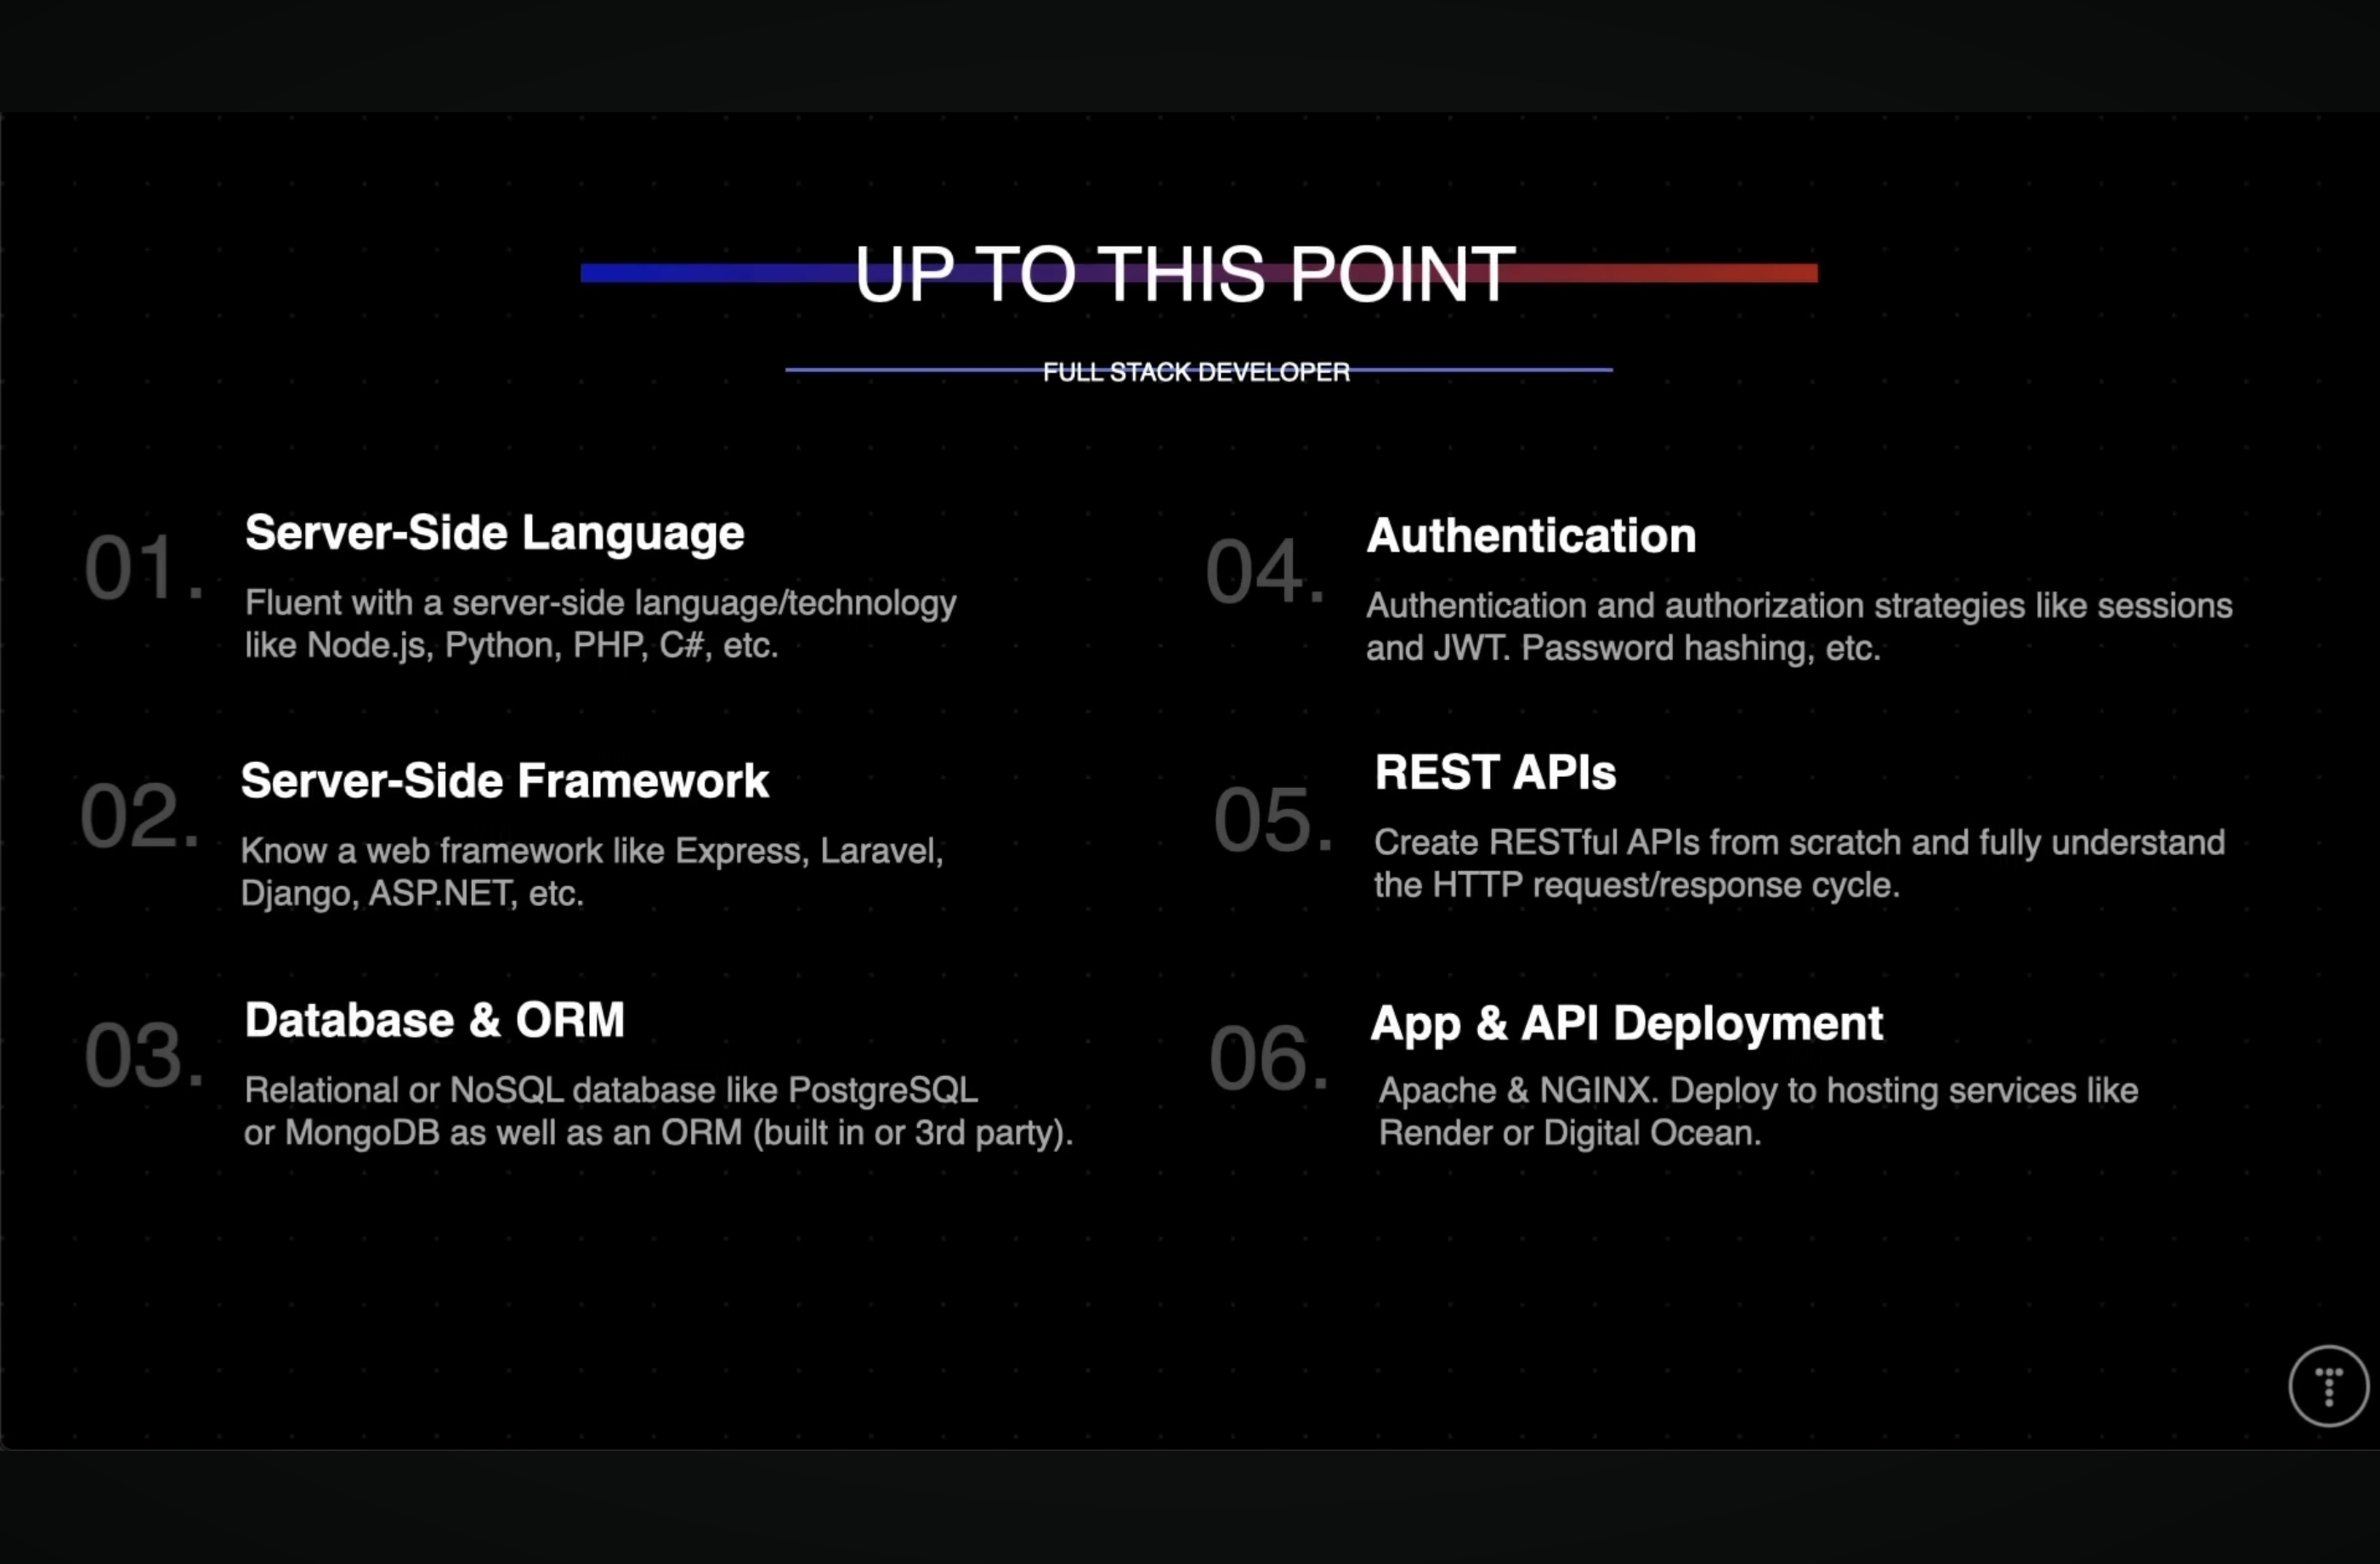 UP TO THIS POINT
FULL STACK DEVELOPER
01.
Server-Side Language
Fluent with a server-side language/technology
like Node.js, Python, PHP, C#, etc.
02.
Server-Side Framework
Know a web framework like Express, Laravel,
Django, ASP.NET, etc.
03.
Database & ORM
Relational or NoSQL database like PostgreSQL
or MongoDB as well as an ORM (built in or 3rd party).
04.
Authentication
Authentication and authorization strategies like sessions
and JWT. Password hashing, etc.
05.
REST APIs
Create RESTful APIs from scratch and fully understand
the HTTP request/response cycle.
06.
App & API Deployment
Apache & NGINX. Deploy to hosting services like
Render or Digital Ocean.
T